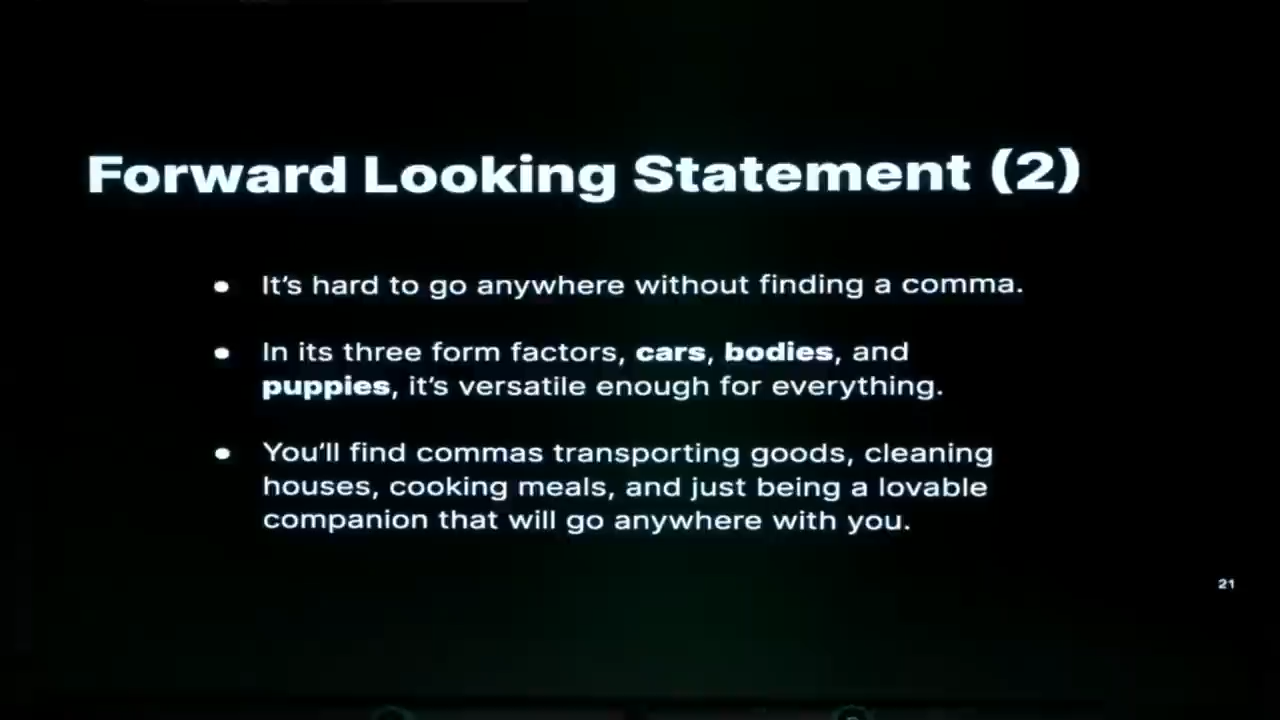 Forward Looking Statement (2)
• It's hard to go anywhere without finding a comma.
• In its three form factors, cars, bodies, and
puppies, it's versatile enough for everything.
• You'll find commas transporting goods, cleaning
houses, cooking meals, and just being a lovable
companion that will go anywhere with you.
21